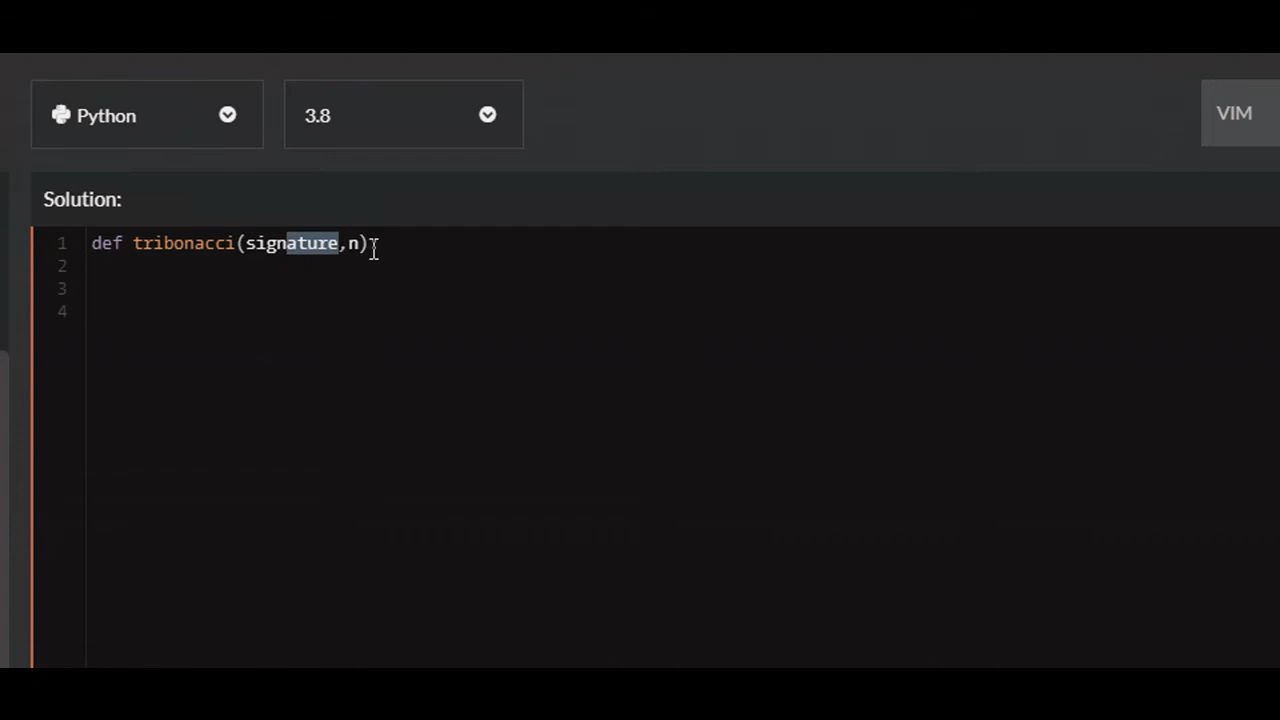 Python
3.8
VIM
Solution:
1 def tribonacci(signature,n):
2
3
4